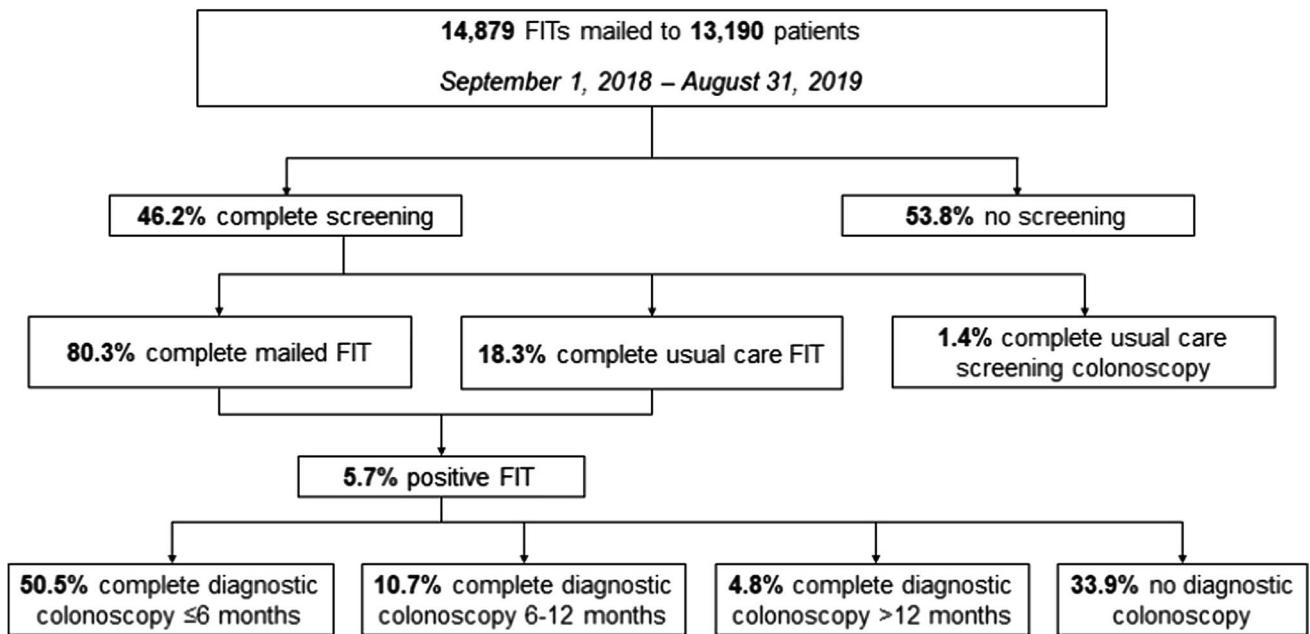 14,879 FITs mailed to 13,190 patients
September 1, 2018 – August 31, 2019
46.2% complete screening
53.8% no screening
80.3% complete mailed FIT
18.3% complete usual care FIT
1.4% complete usual care
screening colonoscopy
5.7% positive FIT
50.5% complete diagnostic
colonoscopy ≤6 months
10.7% complete diagnostic
colonoscopy 6-12 months
4.8% complete diagnostic
colonoscopy >12 months
33.9% no diagnostic
colonoscopy